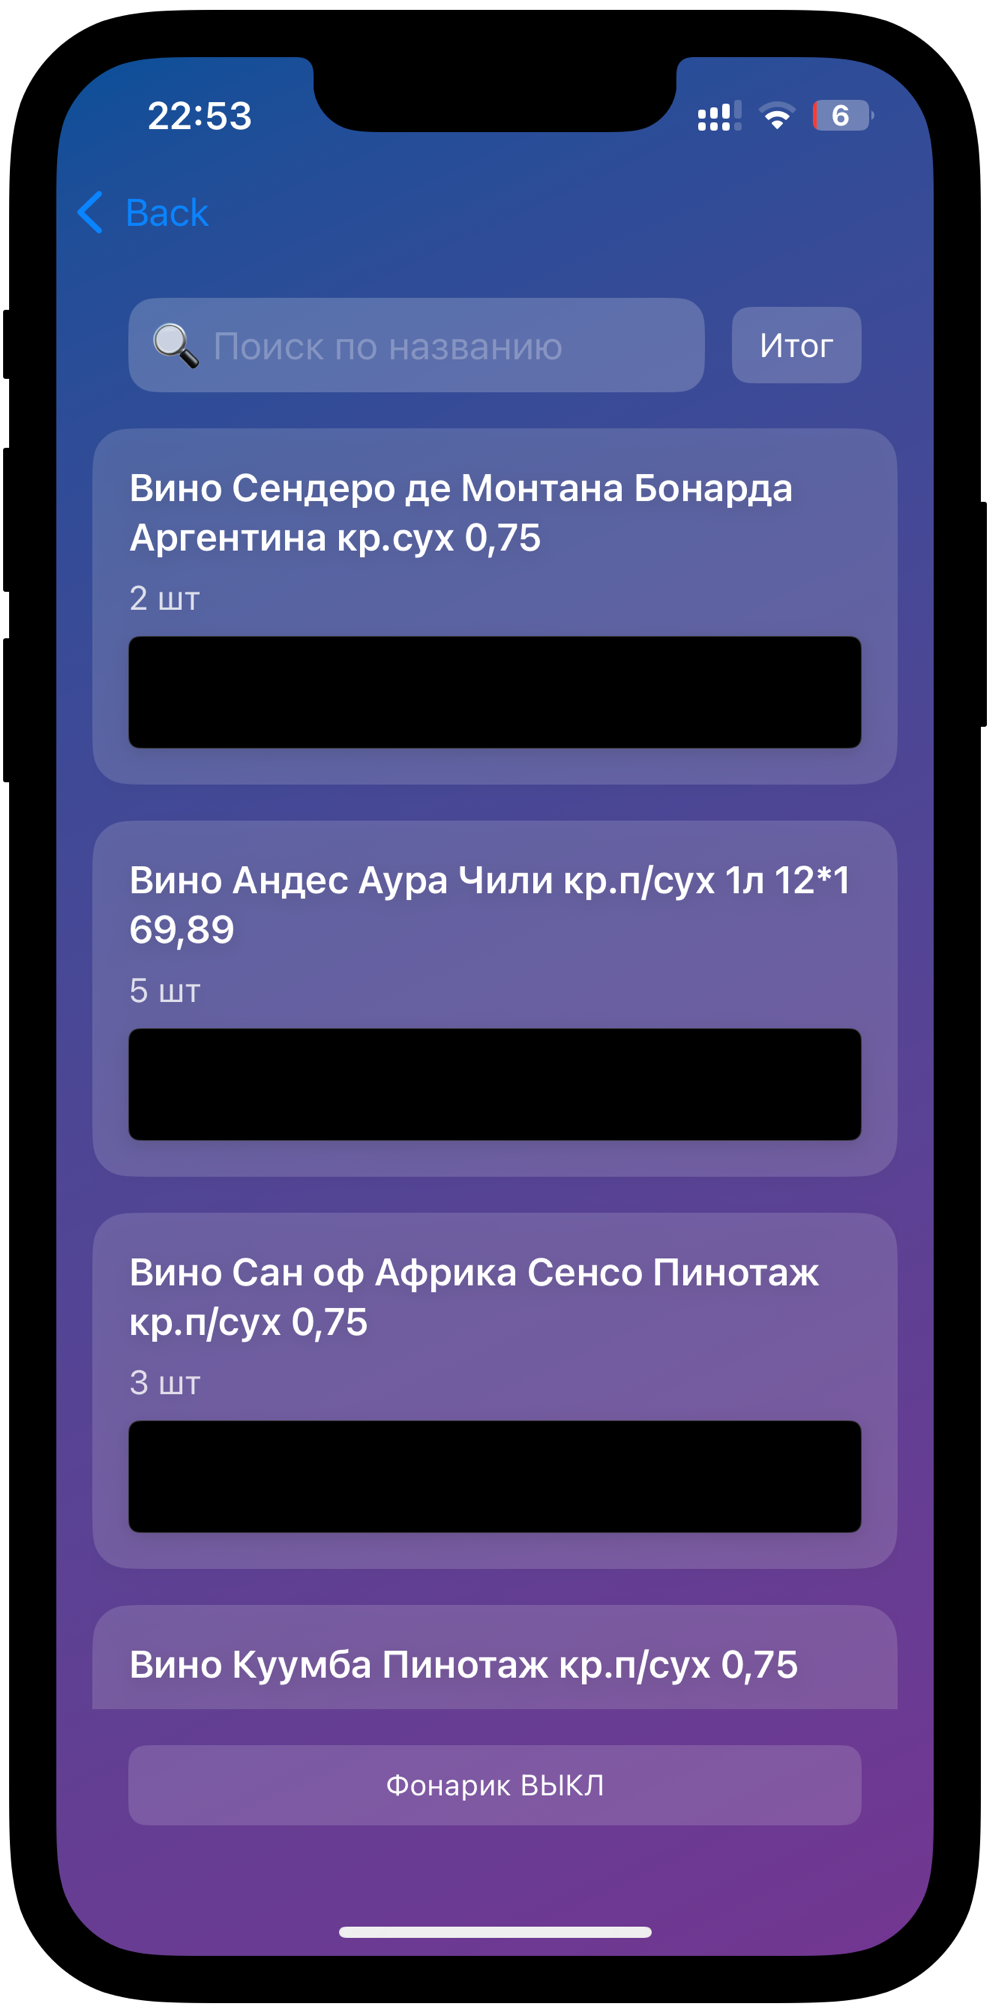 22:53
6
Back
Поиск по названию
Итог
Вино Сендеро де Монтана Бонарда
Аргентина кр.сух 0,75
2 шт
Вино Андес Аура Чили кр.п/сух 1л 12*1
69,89
5 шт
Вино Сан оф Африка Сенсо Пинотаж
кр.п/сух 0,75
3 шт
Вино Куумба Пинотаж кр.п/сух 0,75
Фонарик ВЫКЛ